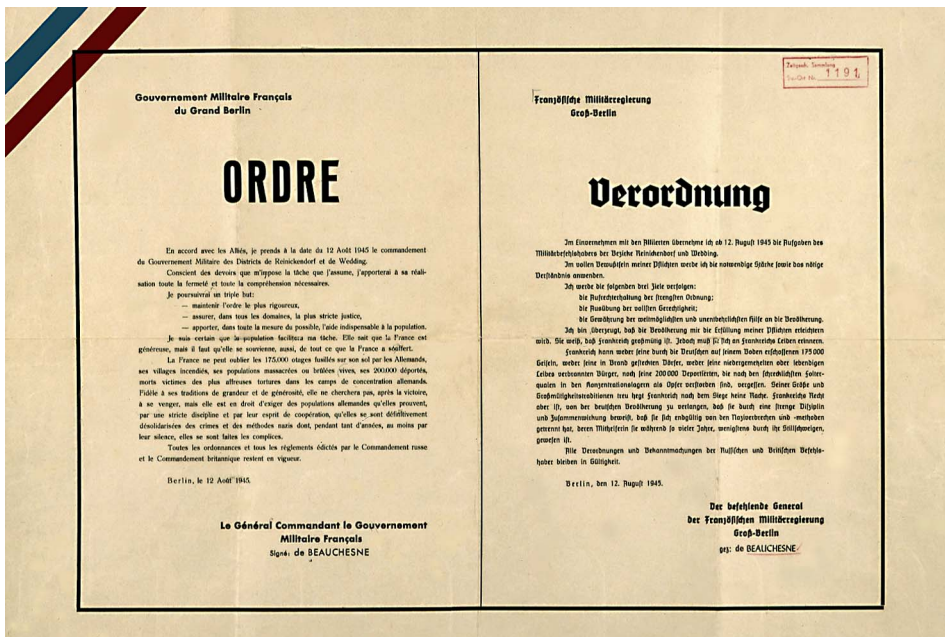 Gouvernement Militaire Français
du Grand Berlin
ORDRE
En accord avec les Alliés, je prends à la date du 12 Août 1945 le commandement
du Gouvernement Militaire des Districts de Reinickendorf et de Wedding.
Conscient des devoirs que m'impose la tâche que j'assume, j'apporterai à sa réali-
sation toute la fermeté et toute la compréhension nécessaires.
Je poursuivrai un triple but:
— maintenir l'ordre le plus rigoureux,
— assurer, dans tous les domaines, la plus stricte justice,
— apporter, dans toute la mesure du possible, l'aide indispensable à la population.
Je suis certain que la population facilitera ma tâche. Elle sait que la France est
généreuse, mais il faut qu'elle se souvienne, aussi, de tout ce que la France a souffert.
La France ne peut oublier les 175.000 otages fusillés sur son sol par les Allemands,
ses villages incendiés, ses populations massacrées ou brûlées vives, ses 200.000 déportés,
morts victimes des plus affreuses tortures dans les camps de concentration allemands.
Fidèle à ses traditions de grandeur et de générosité, elle ne cherchera pas, après la victoire,
à se venger, mais elle est en droit d'exiger des populations allemandes qu'elles prouvent,
par une stricte discipline et par leur esprit de coopération, qu'elles se sont définitivement
désolidarisées des crimes et des méthodes nazis dont, pendant tant d'années, au moins par
leur silence, elles se sont faites les complices.
Toutes les ordonnances et tous les règlements édictés par le Commandement russe
et le Commandement britannique restent en vigueur.
Berlin, le 12 Août 1945.
Le Général Commandant le Gouvernement
Militaire Français
Signé: de BEAUCHESNE
Zeitgesch. Sammlung
Nr. 1191
Französische Militärregierung
Groß-Berlin
Verordnung
Im Einvernehmen mit den Alliierten übernehme ich ab 12. August 1945 die Aufgaben des
Militärbefehlshabers der Bezirke Reinickendorf und Wedding.
Im vollen Bewußtsein meiner Pflichten werde ich die notwendige Stärke sowie das nötige
Verständnis anwenden.
Ich werde die folgenden drei Ziele verfolgen:
die Aufrechterhaltung der strengsten Ordnung;
die Ausübung der vollsten Gerechtigkeit;
die Gewährung der weitmöglichsten und unentbehrlichsten Hilfe an die Bevölkerung.
Ich bin überzeugt, daß die Bevölkerung mir die Erfüllung meiner Pflichten erleichtern
wird. Sie weiß, daß Frankreich großmütig ist. Jedoch muß sie sich an Frankreichs Leiden erinnern.
Frankreich kann weder seine durch die Deutschen auf seinem Boden erschossenen 175 000
Geiseln, weder seine in Brand gesteckten Dörfer, weder seine niedergemetzelten oder lebendigen
Leibes verbrannten Bürger, noch seine 200 000 Deportierten, die nach den schrecklichsten Folter-
qualen in den Konzentrationslagern als Opfer verstorben sind, vergessen. Seiner Größe und
Großmütigkeitstraditionen treu hegt Frankreich nach dem Siege keine Rache. Frankreichs Recht
aber ist, von der deutschen Bevölkerung zu verlangen, daß sie durch eine strenge Disziplin
und Zusammenwirkung beweist, daß sie sich endgültig von den Naziverbrechen und -methoden
getrennt hat, deren Mithelferin sie während so vieler Jahre, wenigstens durch ihr Stillschweigen,
gewesen ist.
Alle Verordnungen und Bekanntmachungen der Russischen und Britischen Befehls-
haber bleiben in Gültigkeit.
Berlin, den 12. August 1945.
Der befehlende General
der Französischen Militärregierung
Groß-Berlin
gez: de BEAUCHESNE